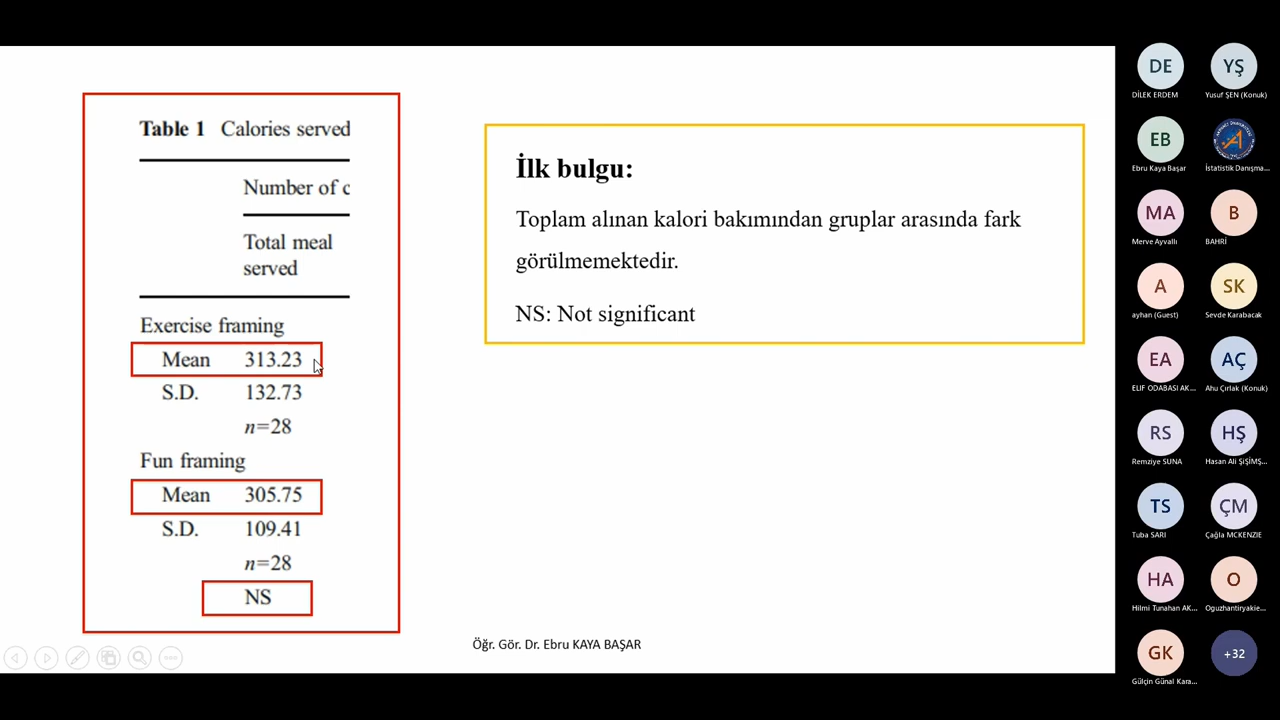 Table 1 Calories served
Number of c
Total meal
served
Exercise framing
Mean 313.23
S.D. 132.73
n=28
Fun framing
Mean 305.75
S.D. 109.41
n=28
NS
İlk bulgu:
Toplam alınan kalori bakımından gruplar arasında fark
görülmemektedir.
NS: Not significant
Öğr. Gör. Dr. Ebru KAYA BAŞAR
DE
DİLEK ERDEM
YŞ
Yusuf ŞEN (Konuk)
EB
Ebru Kaya Başar
İstatistik Danışma...
MA
Merve Ayvallı
B
BAHRİ
A
ayhan (Guest)
SK
Sevde Karabacak
EA
ELIF ODABASI AK...
AÇ
Ahu Çırlak (Konuk)
RS
Remziye SUNA
HŞ
Hasan Ali ŞİŞİMŞ...
TS
Tuba SARI
ÇM
Çağla MCKENZIE
HA
Hilmi Tunahan AK...
O
Oguzhantiryakie...
GK
Gülçin Günal Kara...
+32